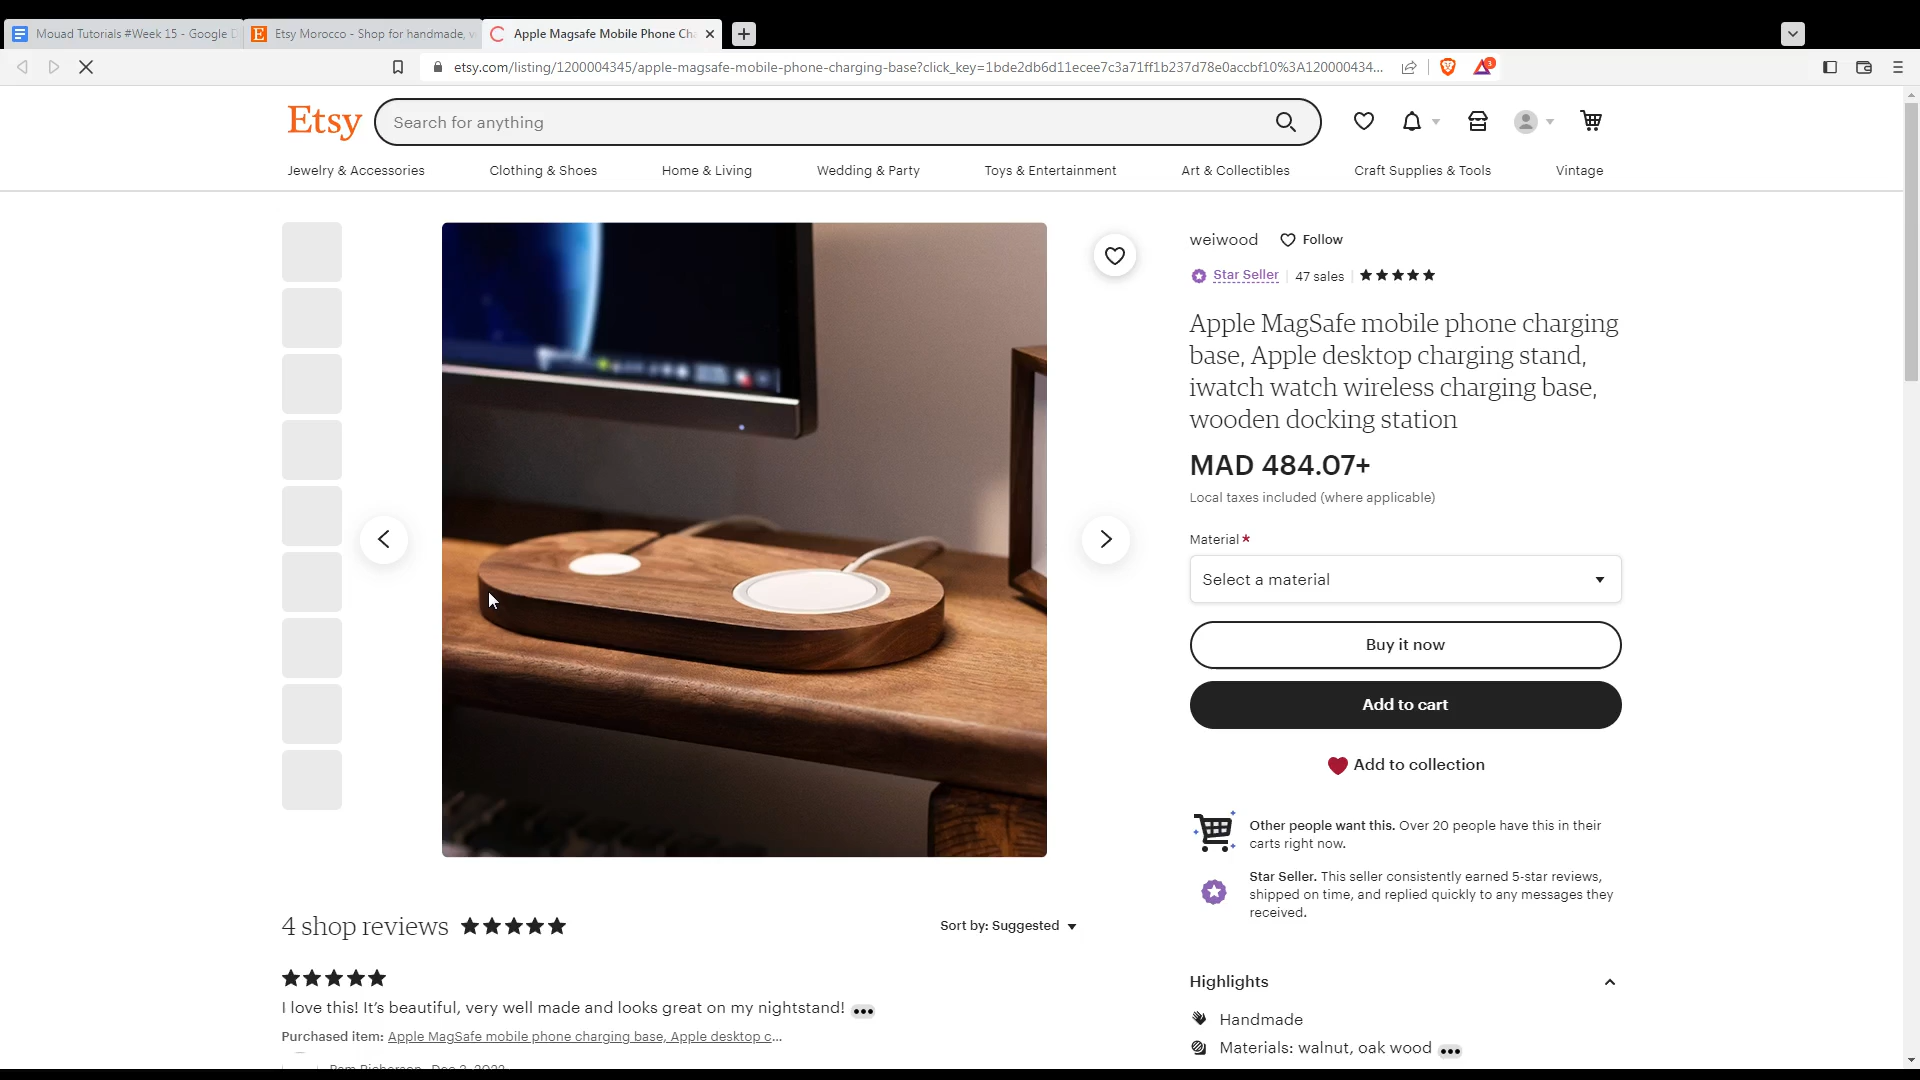 Mouad Tutorials #Week 15 - Google D
Etsy Morocco - Shop for handmade, v
Apple Magsafe Mobile Phone Cha
etsy.com/listing/1200004345/apple-magsafe-mobile-phone-charging-base?click_key=1bde2db6d11ecee7c3a71ff1b237d78e0accbf10%3A120000434...
Etsy
Search for anything
Jewelry & Accessories
Clothing & Shoes
Home & Living
Wedding & Party
Toys & Entertainment
Art & Collectibles
Craft Supplies & Tools
Vintage
weiwood
Follow
Star Seller
47 sales
Apple MagSafe mobile phone charging
base, Apple desktop charging stand,
iwatch watch wireless charging base,
wooden docking station
MAD 484.07+
Local taxes included (where applicable)
Material*
Select a material
Buy it now
Add to cart
Add to collection
Other people want this. Over 20 people have this in their
carts right now.
Star Seller. This seller consistently earned 5-star reviews,
shipped on time, and replied quickly to any messages they
received.
4 shop reviews
Sort by: Suggested
I love this! It’s beautiful, very well made and looks great on my nightstand!
Purchased item: Apple MagSafe mobile phone charging base, Apple desktop c...
Highlights
Handmade
Materials: walnut, oak wood